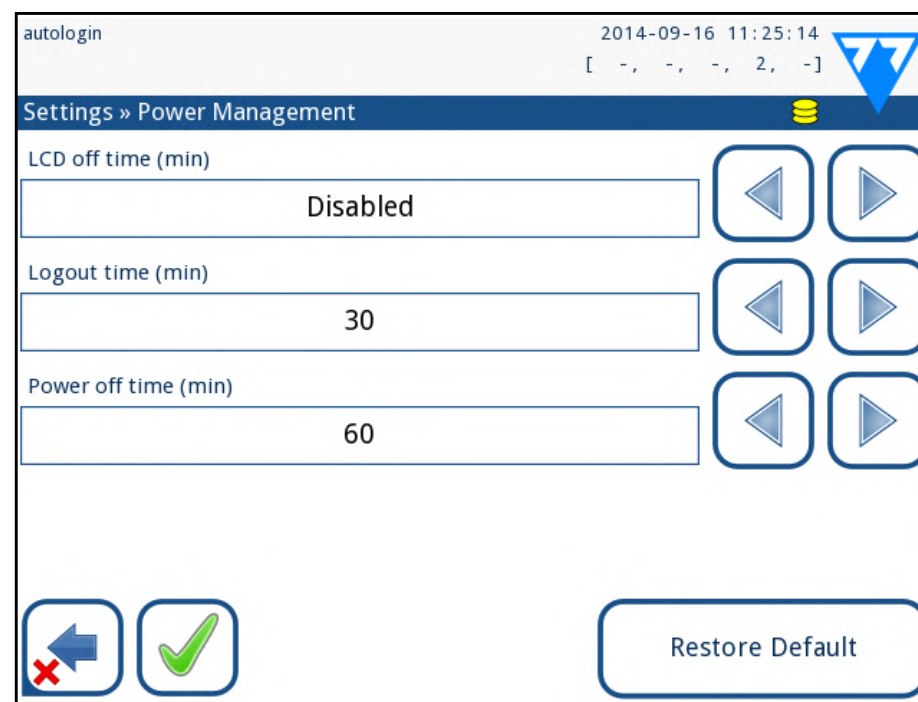 autologin
2014-09-16 11:25:14
[ -, -, -, 2, -]
Settings » Power Management
LCD off time (min)
Disabled
Logout time (min)
30
Power off time (min)
60
Restore Default